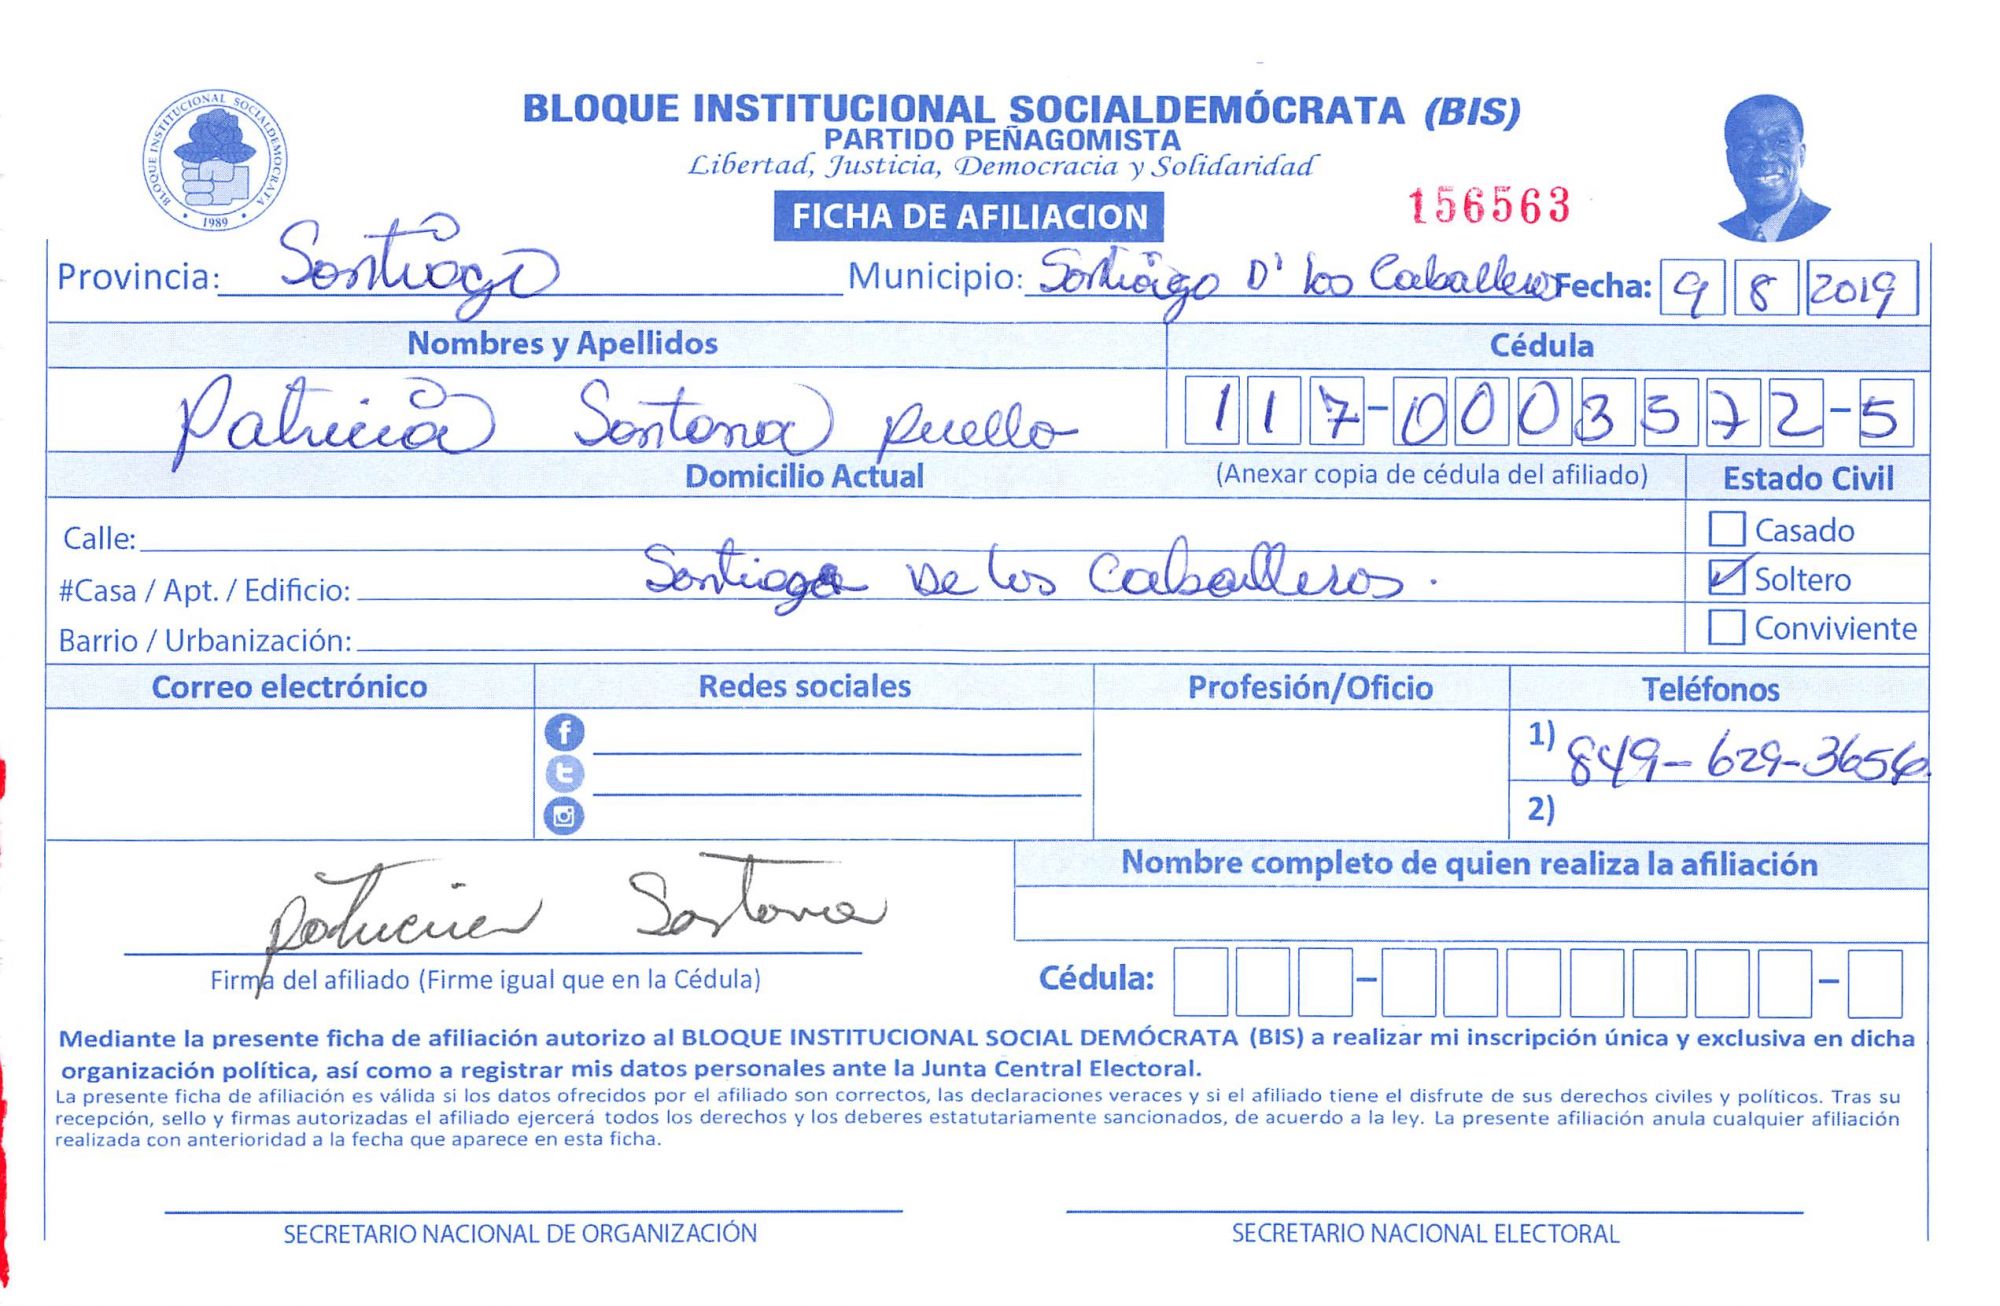 BLOQUE INSTITUCIONAL SOCIALDEMOCRATA
1989
BLOQUE INSTITUCIONAL SOCIALDEMÓCRATA (BIS)
PARTIDO PEÑAGOMISTA
Libertad, Justicia, Democracia y Solidaridad
FICHA DE AFILIACION
156563
Provincia: Santiago Municipio: Santiago D' los Caballeros Fecha: 9 8 2019
Nombres y Apellidos Cédula
Patricia Santana Puello 117-0003572-5
Domicilio Actual (Anexar copia de cédula del afiliado) Estado Civil
Calle: Casado
#Casa / Apt. / Edificio: Santiago De los Caballeros. Soltero
Barrio / Urbanización: Conviviente
Correo electrónico Redes sociales Profesión/Oficio Teléfonos
1) 849-629-3656
2)
Nombre completo de quien realiza la afiliación
Patricia Santana
Firma del afiliado (Firme igual que en la Cédula) Cédula: - -
Mediante la presente ficha de afiliación autorizo al BLOQUE INSTITUCIONAL SOCIAL DEMÓCRATA (BIS) a realizar mi inscripción única y exclusiva en dicha
organización política, así como a registrar mis datos personales ante la Junta Central Electoral.
La presente ficha de afiliación es válida si los datos ofrecidos por el afiliado son correctos, las declaraciones veraces y si el afiliado tiene el disfrute de sus derechos civiles y políticos. Tras su
recepción, sello y firmas autorizadas el afiliado ejercerá todos los derechos y los deberes estatutariamente sancionados, de acuerdo a la ley. La presente afiliación anula cualquier afiliación
realizada con anterioridad a la fecha que aparece en esta ficha.
SECRETARIO NACIONAL DE ORGANIZACIÓN SECRETARIO NACIONAL ELECTORAL